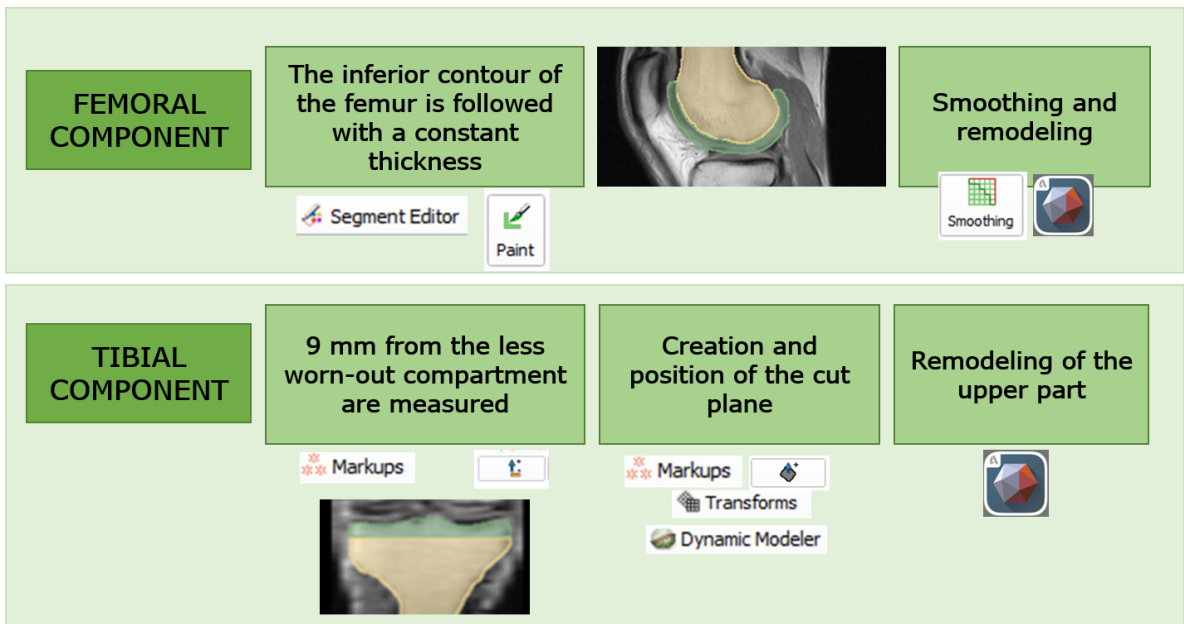 FEMORAL
COMPONENT
The inferior contour of
the femur is followed
with a constant
thickness
Segment Editor
Paint
Smoothing and
remodeling
Smoothing
A
TIBIAL
COMPONENT
9 mm from the less
worn-out compartment
are measured
Markups
Creation and
position of the cut
plane
Markups
Transforms
Dynamic Modeler
Remodeling of the
upper part
A